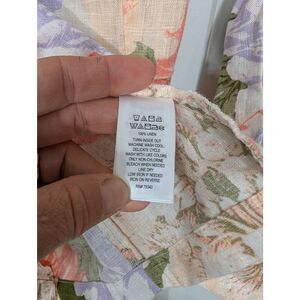 100% LINEN
TURN INSIDE OUT
MACHINE WASH COOL
DELICATE CYCLE
WASH WITH LIKE COLORS
ONLY NON-CHLORINE
BLEACH WHEN NEEDED
LINE DRY
LOW IRON IF NEEDED
IRON ON REVERSE